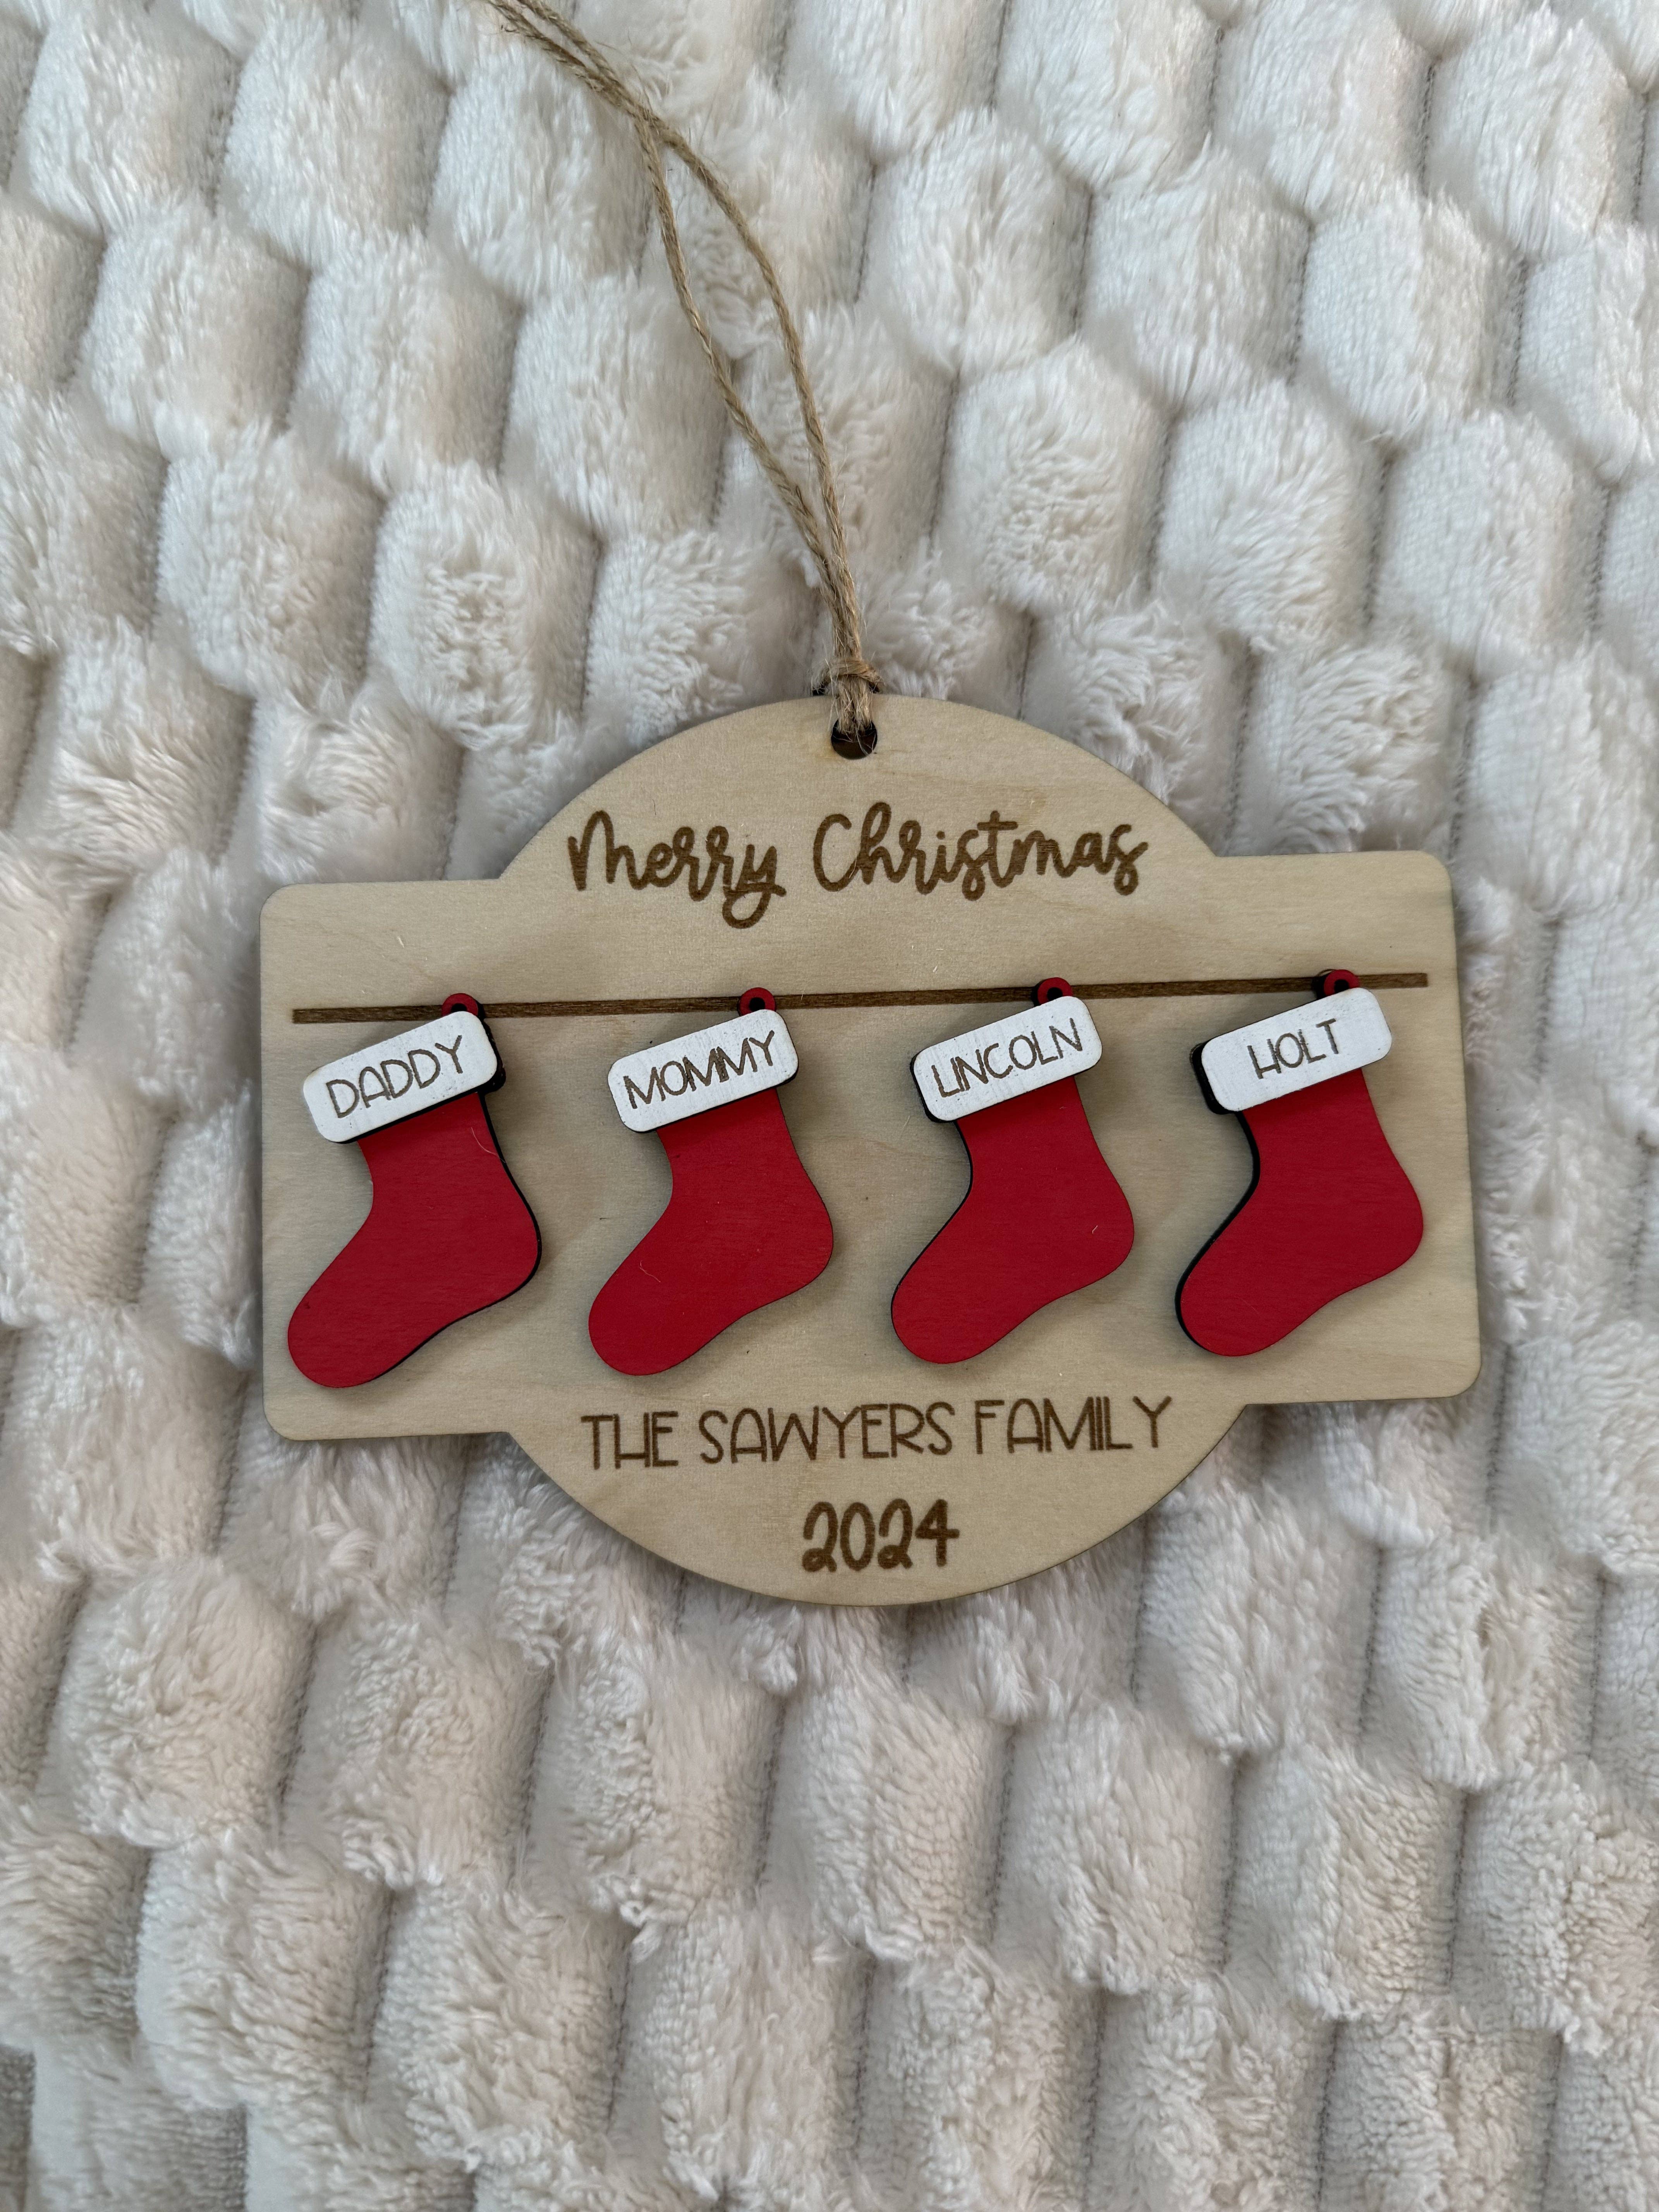 Merry Christmas
DADDY MOMMY LINCOLN HOLT
THE SAWYERS FAMILY
2024